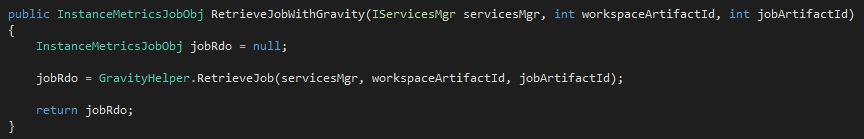 public InstanceMetricsJobObj RetrieveJobWithGravity(IServicesMgr servicesMgr, int workspaceArtifactId, int jobArtifactId)
{
    InstanceMetricsJobObj jobRdo = null;

    jobRdo = GravityHelper.RetrieveJob(servicesMgr, workspaceArtifactId, jobArtifactId);

    return jobRdo;
}